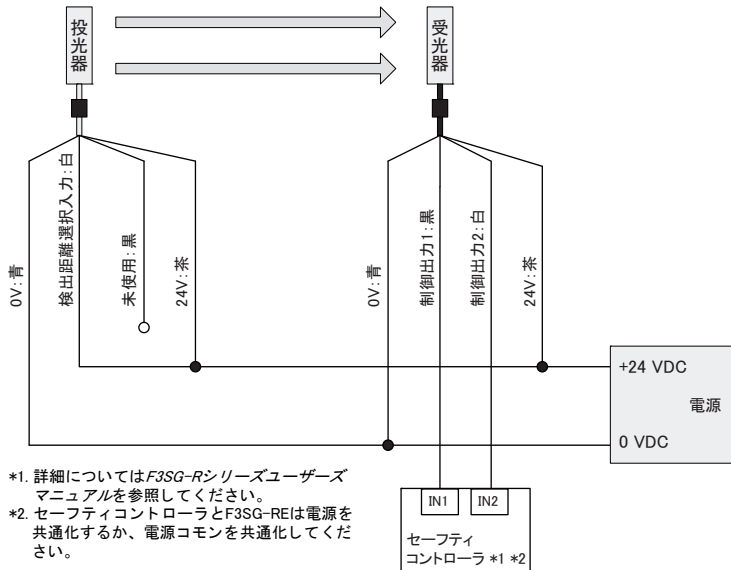 投光器
受光器
0V:青
検出距離選択入力:白
未使用:黒
24V:茶
0V:青
制御出力1:黒
制御出力2:白
24V:茶
+24 VDC
電源
0 VDC
*1. 詳細についてはF3SG-Rシリーズユーザーズ
マニュアルを参照してください。
*2. セーフティコントローラとF3SG-REは電源を
共通化するか、電源コモンを共通化してくだ
さい。
IN1
IN2
セーフティ
コントローラ *1 *2